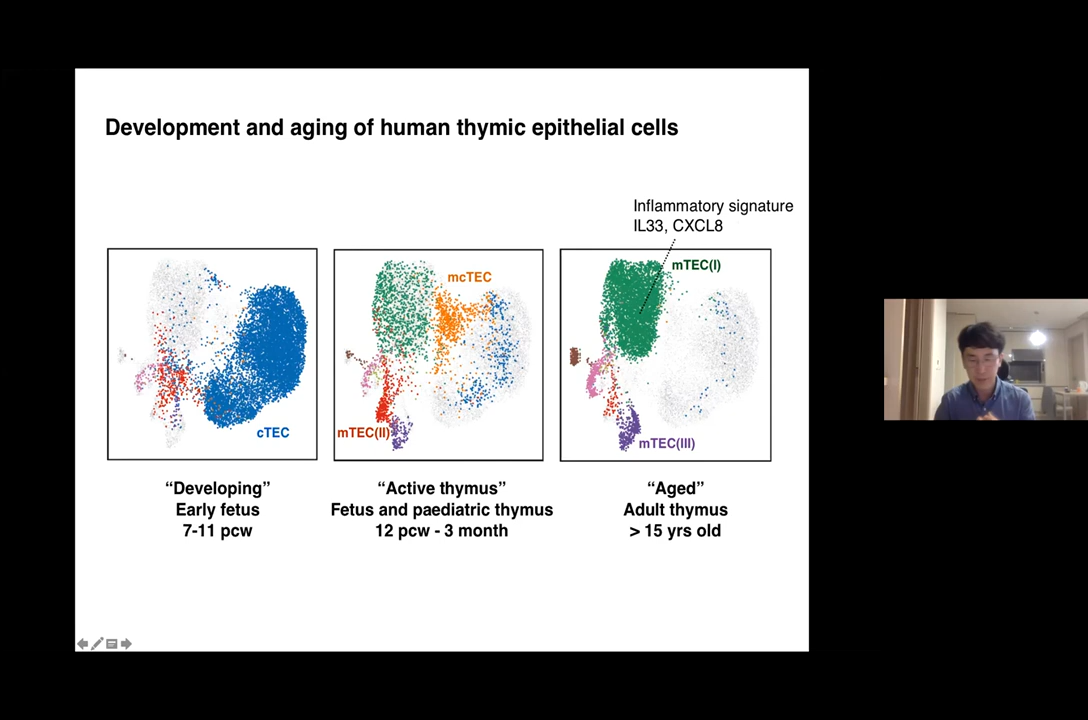 Development and aging of human thymic epithelial cells
Inflammatory signature
IL33, CXCL8
cTEC
mcTEC
mTEC(II)
mTEC(I)
mTEC(III)
“Developing”
Early fetus
7-11 pcw
“Active thymus”
Fetus and paediatric thymus
12 pcw - 3 month
“Aged”
Adult thymus
> 15 yrs old